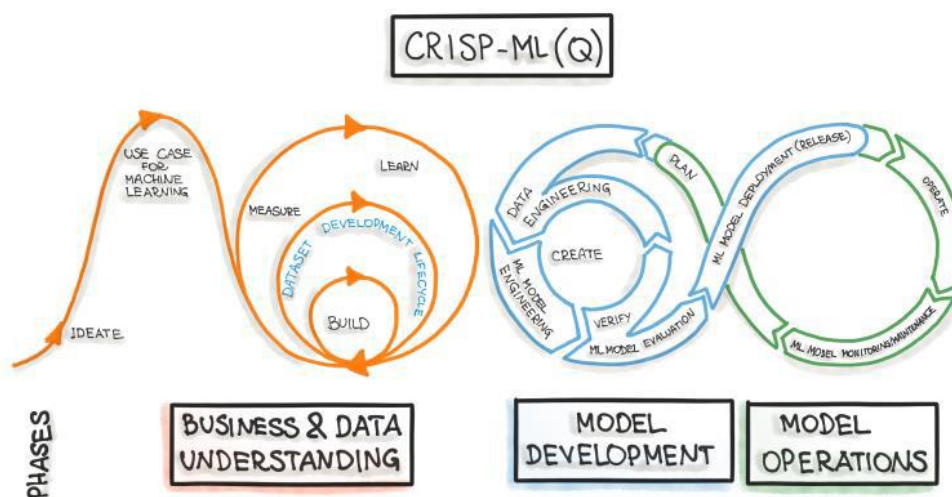 CRISP-ML(Q)
USE CASE
FOR
MACHINE
LEARNING
IDEATE
MEASURE
LEARN
DATASET DEVELOPMENT LIFECYCLE
BUILD
DATA
ENGINEERING
PLAN
CREATE
ML MODEL
ENGINEERING
VERIFY
ML MODEL EVALUATION
ML MODEL DEPLOYMENT (RELEASE)
OPERATE
ML MODEL MONITORING/MAINTENANCE
PHASES
BUSINESS & DATA
UNDERSTANDING
MODEL
DEVELOPMENT
MODEL
OPERATIONS